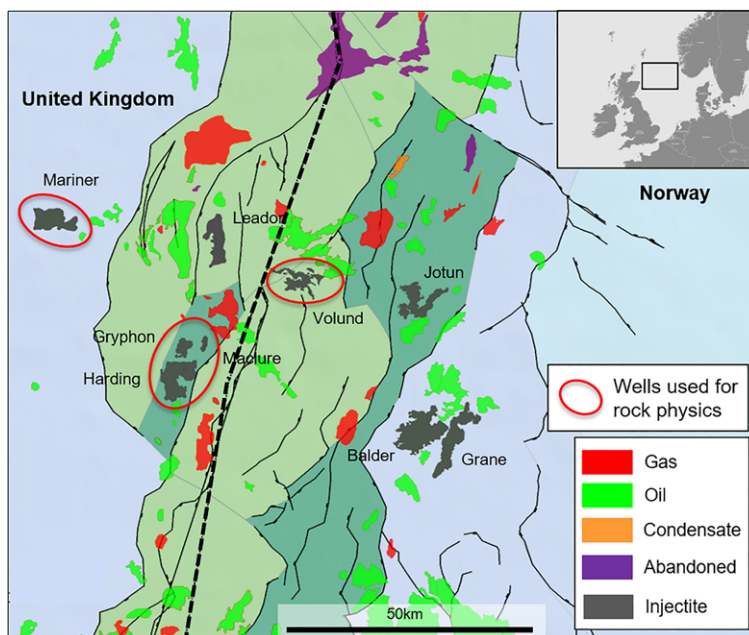 United Kingdom
Norway
Mariner
Leadon
Jotun
Volund
Gryphon
Maclure
Harding
Balder
Grane
Wells used for
rock physics
Gas
Oil
Condensate
Abandoned
Injectite
50km